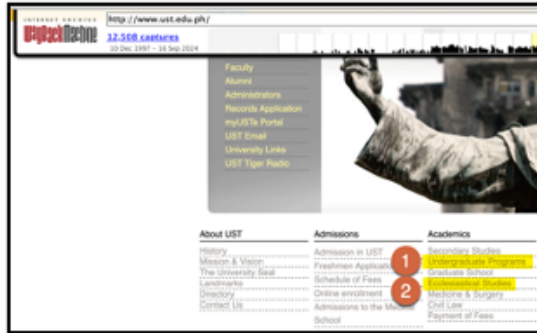 INTERNET ARCHIVE
WayBackMachine
http://www.ust.edu.ph/
12,508 captures
10 Dec 1997 - 16 Sep 2024
Faculty
Alumni
Administrators
Records Application
myUSTe Portal
UST Email
University Links
UST Tiger Radio
About UST
History
Mission & Vision
The University Seal
Landmarks
Directory
Contact Us
Admissions
Admission in UST
Freshmen Application
Schedule of Fees
Online enrollment
Admissions to the Medical
School
Academics
Secondary Studies
1
Undergraduate Programs
Graduate School
2
Ecclesiastical Studies
Medicine & Surgery
Civil Law
Payment of Fees